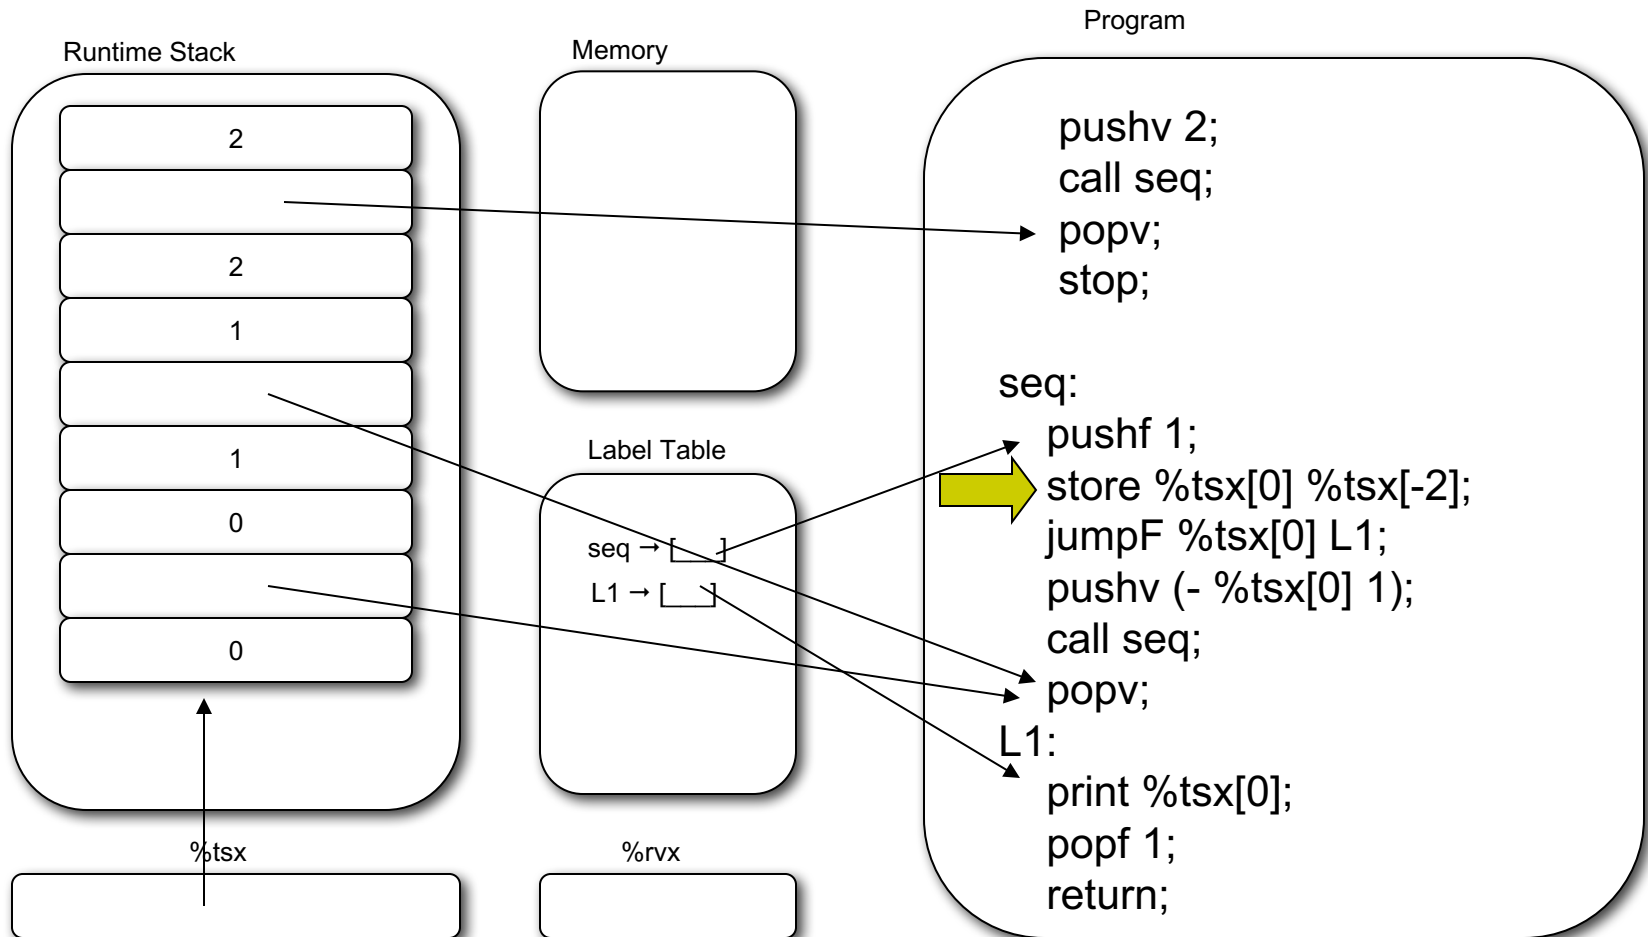 Program
Runtime Stack
Memory
2
2
1
1
0
0
Label Table
seq → [___]
L1 → [___]
%tsx
%rvx
pushv 2;
call seq;
popv;
stop;
seq:
pushf 1;
store %tsx[0] %tsx[-2];
jumpF %tsx[0] L1;
pushv (- %tsx[0] 1);
call seq;
popv;
L1:
print %tsx[0];
popf 1;
return;